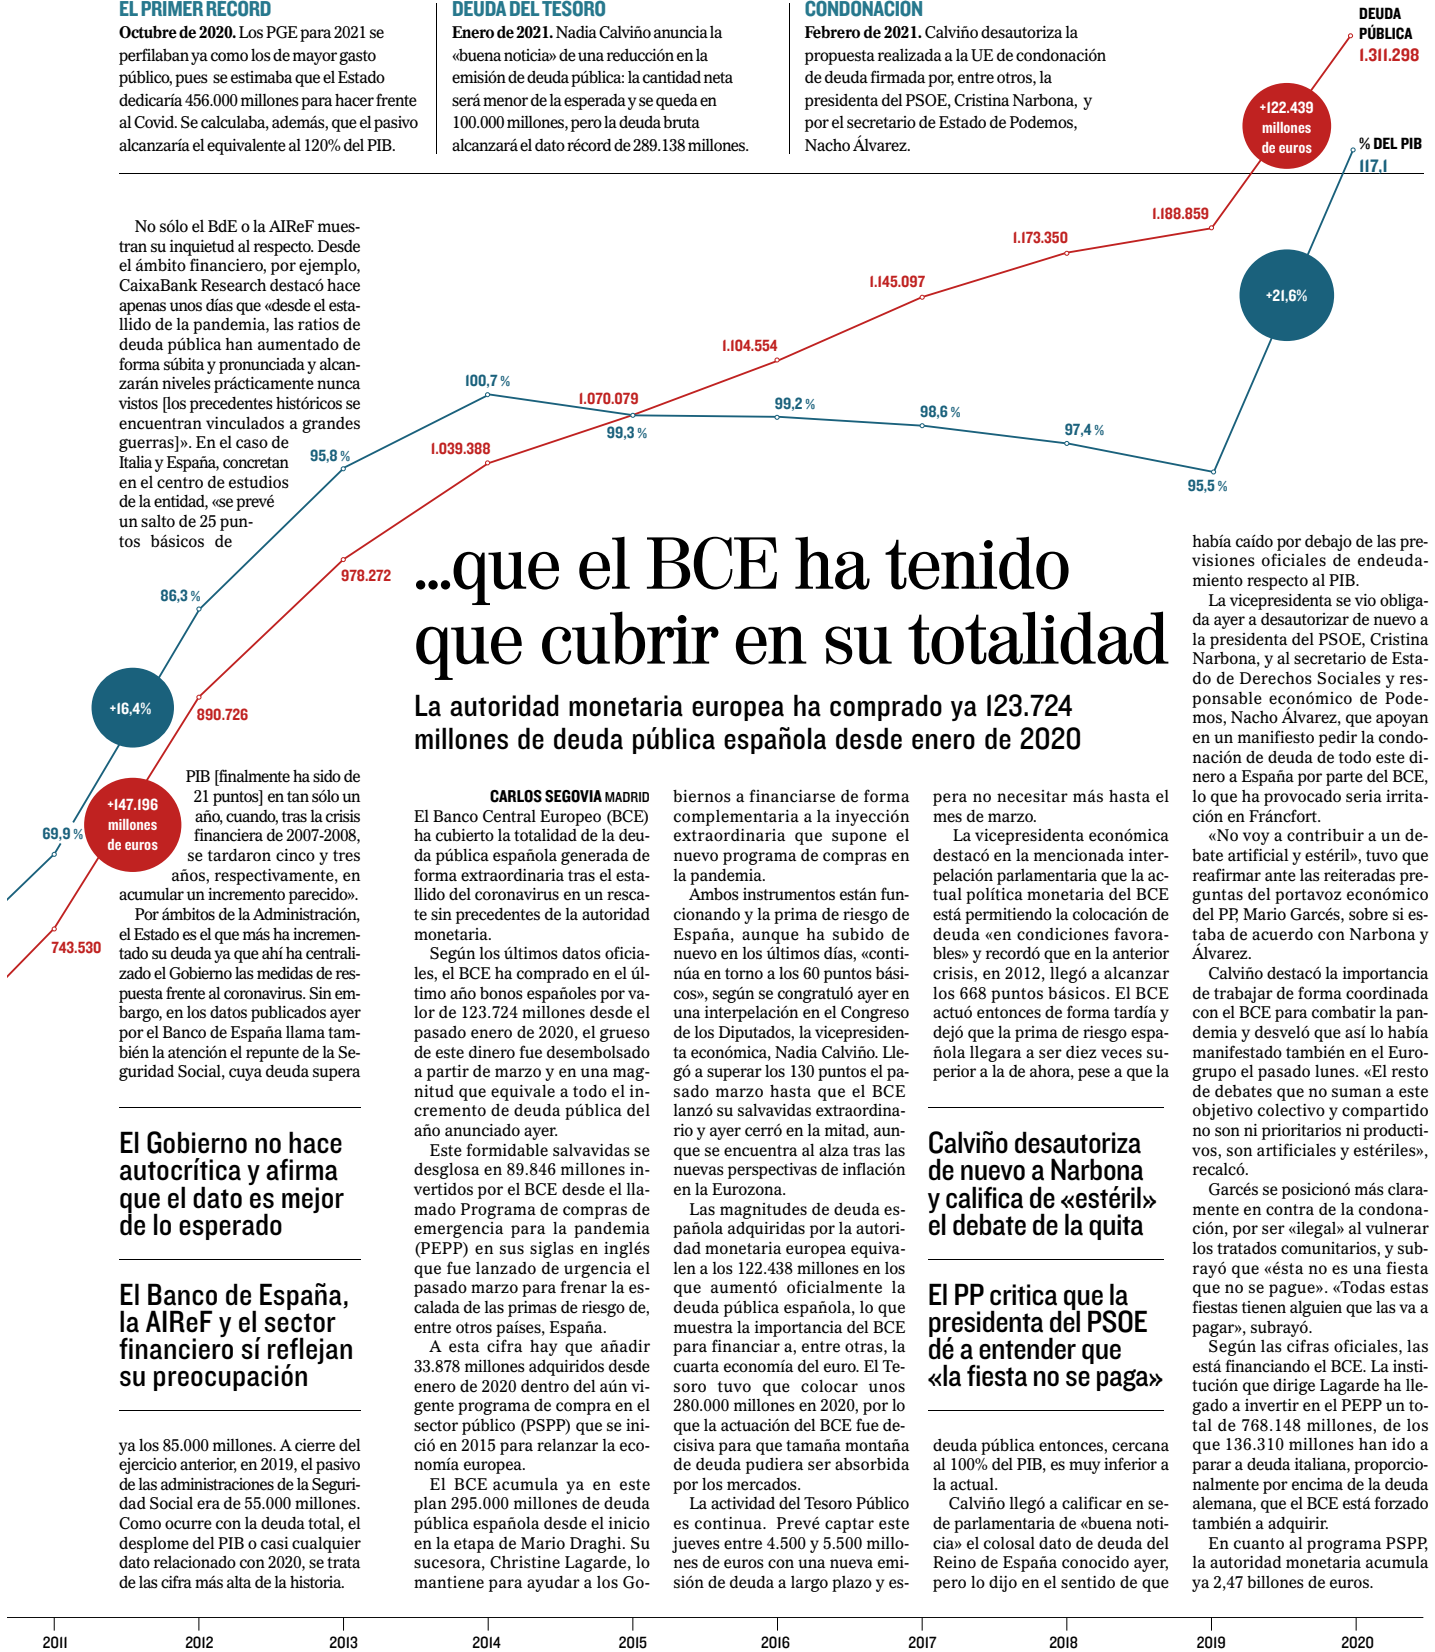 EL PRIMER RÉCORD
Octubre de 2020. Los PGE para 2021 se
perfilaban ya como los de mayor gasto
público, pues se estimaba que el Estado
dedicaría 456.000 millones para hacer frente
al Covid. Se calculaba, además, que el pasivo
alcanzaría el equivalente al 120% del PIB.
DEUDA DEL TESORO
Enero de 2021. Nadia Calviño anuncia la
«buena noticia» de una reducción en la
emisión de deuda pública: la cantidad neta
será menor de la esperada y se queda en
100.000 millones, pero la deuda bruta
alcanzará el dato récord de 289.138 millones.
CONDONACIÓN
Febrero de 2021. Calviño desautoriza la
propuesta realizada a la UE de condonación
de deuda firmada por, entre otros, la
presidenta del PSOE, Cristina Narbona, y
por el secretario de Estado de Podemos,
Nacho Álvarez.
DEUDA
PÚBLICA
1.311.298
+122.439
millones
de euros
% DEL PIB
117,1
1.188.859
1.173.350
1.145.097
+21,6%
1.104.554
100,7 %
1.070.079
99,2 %
98,6 %
99,3 %
97,4 %
95,8 %
1.039.388
95,5 %
978.272
86,3 %
+16,4%
890.726
+147.196
millones
de euros
69,9 %
743.530
No sólo el BdE o la AIReF mues-
tran su inquietud al respecto. Desde
el ámbito financiero, por ejemplo,
CaixaBank Research destacó hace
apenas unos días que «desde el esta-
llido de la pandemia, las ratios de
deuda pública han aumentado de
forma súbita y pronunciada y alcan-
zarán niveles prácticamente nunca
vistos [los precedentes históricos se
encuentran vinculados a grandes
guerras]». En el caso de
Italia y España, concretan
en el centro de estudios
de la entidad, «se prevé
un salto de 25 pun-
tos básicos de
PIB [finalmente ha sido de
21 puntos] en tan sólo un
año, cuando, tras la crisis
financiera de 2007-2008,
se tardaron cinco y tres
años, respectivamente, en
acumular un incremento parecido».
Por ámbitos de la Administración,
el Estado es el que más ha incremen-
tado su deuda ya que ahí ha centrali-
zado el Gobierno las medidas de res-
puesta frente al coronavirus. Sin em-
bargo, en los datos publicados ayer
por el Banco de España llama tam-
bién la atención el repunte de la Se-
guridad Social, cuya deuda supera
El Gobierno no hace
autocrítica y afirma
que el dato es mejor
de lo esperado
El Banco de España,
la AIReF y el sector
financiero sí reflejan
su preocupación
ya los 85.000 millones. A cierre del
ejercicio anterior, en 2019, el pasivo
de las administraciones de la Seguri-
dad Social era de 55.000 millones.
Como ocurre con la deuda total, el
desplome del PIB o casi cualquier
dato relacionado con 2020, se trata
de las cifra más alta de la historia.
...que el BCE ha tenido
que cubrir en su totalidad
La autoridad monetaria europea ha comprado ya 123.724
millones de deuda pública española desde enero de 2020
CARLOS SEGOVIA MADRID
El Banco Central Europeo (BCE)
ha cubierto la totalidad de la deu-
da pública española generada de
forma extraordinaria tras el esta-
llido del coronavirus en un resca-
te sin precedentes de la autoridad
monetaria.
Según los últimos datos oficia-
les, el BCE ha comprado en el úl-
timo año bonos españoles por va-
lor de 123.724 millones desde el
pasado enero de 2020, el grueso
de este dinero fue desembolsado
a partir de marzo y en una mag-
nitud que equivale a todo el in-
cremento de deuda pública del
año anunciado ayer.
Este formidable salvavidas se
desglosa en 89.846 millones in-
vertidos por el BCE desde el lla-
mado Programa de compras de
emergencia para la pandemia
(PEPP) en sus siglas en inglés
que fue lanzado de urgencia el
pasado marzo para frenar la es-
calada de las primas de riesgo de,
entre otros países, España.
A esta cifra hay que añadir
33.878 millones adquiridos desde
enero de 2020 dentro del aún vi-
gente programa de compra en el
sector público (PSPP) que se ini-
ció en 2015 para relanzar la eco-
nomía europea.
El BCE acumula ya en este
plan 295.000 millones de deuda
pública española desde el inicio
en la etapa de Mario Draghi. Su
sucesora, Christine Lagarde, lo
mantiene para ayudar a los Go-
biernos a financiarse de forma
complementaria a la inyección
extraordinaria que supone el
nuevo programa de compras en
la pandemia.
Ambos instrumentos están fun-
cionando y la prima de riesgo de
España, aunque ha subido de
nuevo en los últimos días, «conti-
núa en torno a los 60 puntos bási-
cos», según se congratuló ayer en
una interpelación en el Congreso
de los Diputados, la vicepresiden-
ta económica, Nadia Calviño. Lle-
gó a superar los 130 puntos el pa-
sado marzo hasta que el BCE
lanzó su salvavidas extraordina-
rio y ayer cerró en la mitad, aun-
que se encuentra al alza tras las
nuevas perspectivas de inflación
en la Eurozona.
Las magnitudes de deuda es-
pañola adquiridas por la autori-
dad monetaria europea equiva-
len a los 122.438 millones en los
que aumentó oficialmente la
deuda pública española, lo que
muestra la importancia del BCE
para financiar a, entre otras, la
cuarta economía del euro. El Te-
soro tuvo que colocar unos
280.000 millones en 2020, por lo
que la actuación del BCE fue de-
cisiva para que tamaña montaña
de deuda pudiera ser absorbida
por los mercados.
La actividad del Tesoro Público
es continua. Prevé captar este
jueves entre 4.500 y 5.500 millo-
nes de euros con una nueva emi-
sión de deuda a largo plazo y es-
pera no necesitar más hasta el
mes de marzo.
La vicepresidenta económica
destacó en la mencionada inter-
pelación parlamentaria que la ac-
tual política monetaria del BCE
está permitiendo la colocación de
deuda «en condiciones favora-
bles» y recordó que en la anterior
crisis, en 2012, llegó a alcanzar
los 668 puntos básicos. El BCE
actuó entonces de forma tardía y
dejó que la prima de riesgo espa-
ñola llegara a ser diez veces su-
perior a la de ahora, pese a que la
Calviño desautoriza
de nuevo a Narbona
y califica de «estéril»
el debate de la quita
El PP critica que la
presidenta del PSOE
dé a entender que
«la fiesta no se paga»
deuda pública entonces, cercana
al 100% del PIB, es muy inferior a
la actual.
Calviño llegó a calificar en se-
de parlamentaria de «buena noti-
cia» el colosal dato de deuda del
Reino de España conocido ayer,
pero lo dijo en el sentido de que
había caído por debajo de las pre-
visiones oficiales de endeuda-
miento respecto al PIB.
La vicepresidenta se vio obliga-
da ayer a desautorizar de nuevo a
la presidenta del PSOE, Cristina
Narbona, y al secretario de Esta-
do de Derechos Sociales y res-
ponsable económico de Pode-
mos, Nacho Álvarez, que apoyan
en un manifiesto pedir la condo-
nación de deuda de todo este di-
nero a España por parte del BCE,
lo que ha provocado seria irrita-
ción en Fráncfort.
«No voy a contribuir a un de-
bate artificial y estéril», tuvo que
reafirmar ante las reiteradas pre-
guntas del portavoz económico
del PP, Mario Garcés, sobre si es-
taba de acuerdo con Narbona y
Álvarez.
Calviño destacó la importancia
de trabajar de forma coordinada
con el BCE para combatir la pan-
demia y desveló que así lo había
manifestado también en el Euro-
grupo el pasado lunes. «El resto
de debates que no suman a este
objetivo colectivo y compartido
no son ni prioritarios ni producti-
vos, son artificiales y estériles»,
recalcó.
Garcés se posicionó más clara-
mente en contra de la condona-
ción, por ser «ilegal» al vulnerar
los tratados comunitarios, y sub-
rayó que «ésta no es una fiesta
que no se pague». «Todas estas
fiestas tienen alguien que las va a
pagar», subrayó.
Según las cifras oficiales, las
está financiando el BCE. La insti-
tución que dirige Lagarde ha lle-
gado a invertir en el PEPP un to-
tal de 768.148 millones, de los
que 136.310 millones han ido a
parar a deuda italiana, proporcio-
nalmente por encima de la deuda
alemana, que el BCE está forzado
también a adquirir.
En cuanto al programa PSPP,
la autoridad monetaria acumula
ya 2,47 billones de euros.
2011 2012 2013 2014 2015 2016 2017 2018 2019 2020